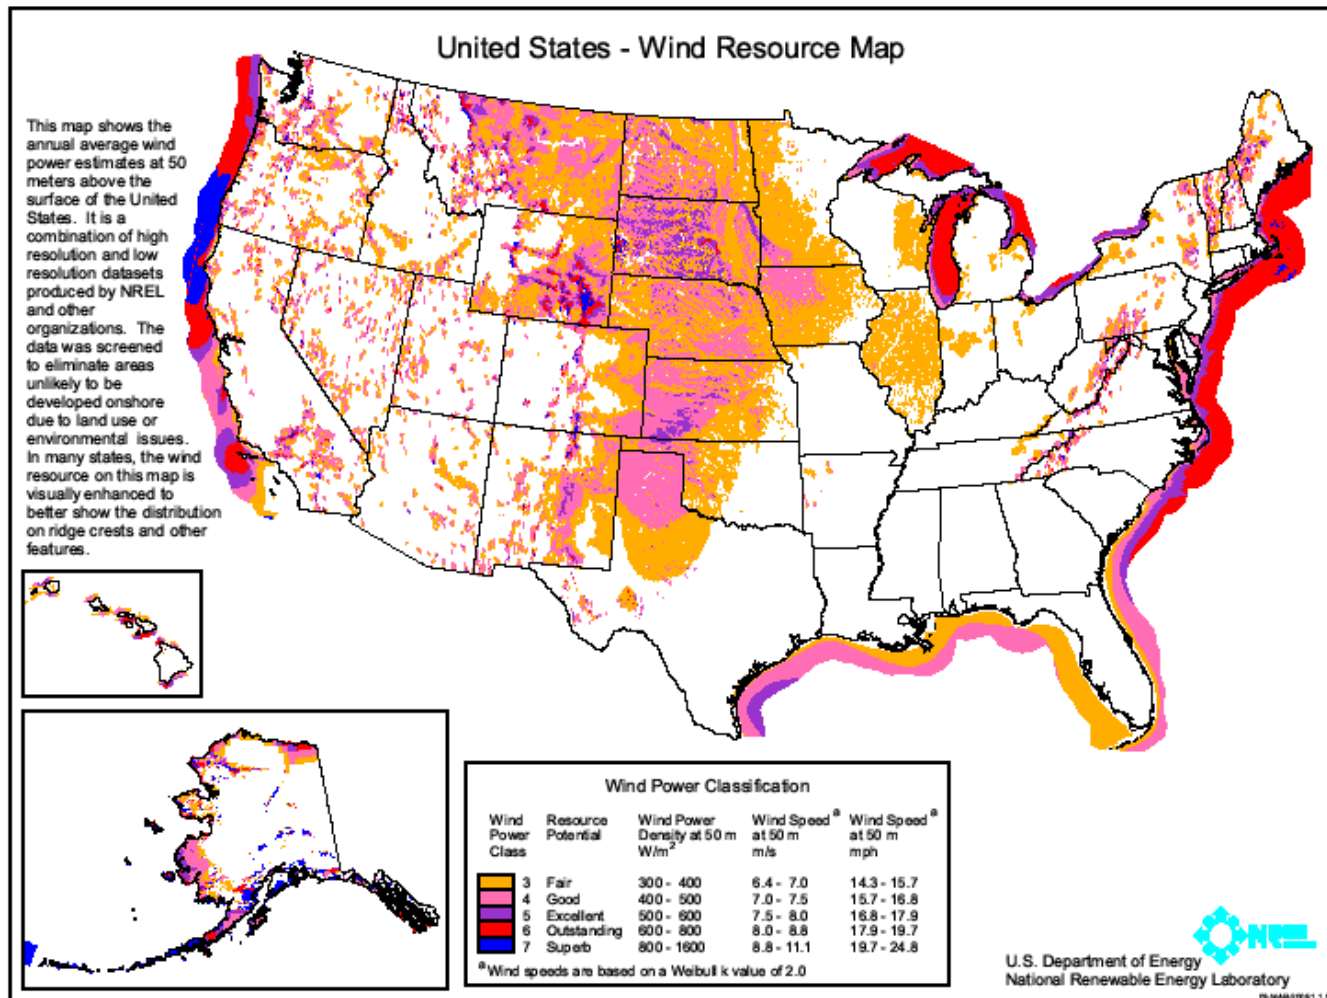 United States - Wind Resource Map
This map shows the
annual average wind
power estimates at 50
meters above the
surface of the United
States. It is a
combination of high
resolution and low
resolution datasets
produced by NREL
and other
organizations. The
data was screened
to eliminate areas
unlikely to be
developed onshore
due to land use or
environmental issues.
In many states, the wind
resource on this map is
visually enhanced to
better show the distribution
on ridge crests and other
features.
Wind Power Classification
Wind Resource Wind Power Wind Speed a Wind Speed a
Power Potential Density at 50 m at 50 m at 50 m
Class W/m2 m/s mph
3 Fair 300 - 400 6.4 - 7.0 14.3 - 15.7
4 Good 400 - 500 7.0 - 7.5 15.7 - 16.8
5 Excellent 500 - 600 7.5 - 8.0 16.8 - 17.9
6 Outstanding 600 - 800 8.0 - 8.8 17.9 - 19.7
7 Superb 800 - 1600 8.8 - 11.1 19.7 - 24.8
a Wind speeds are based on a Weibull k value of 2.0
NREL
U.S. Department of Energy
National Renewable Energy Laboratory